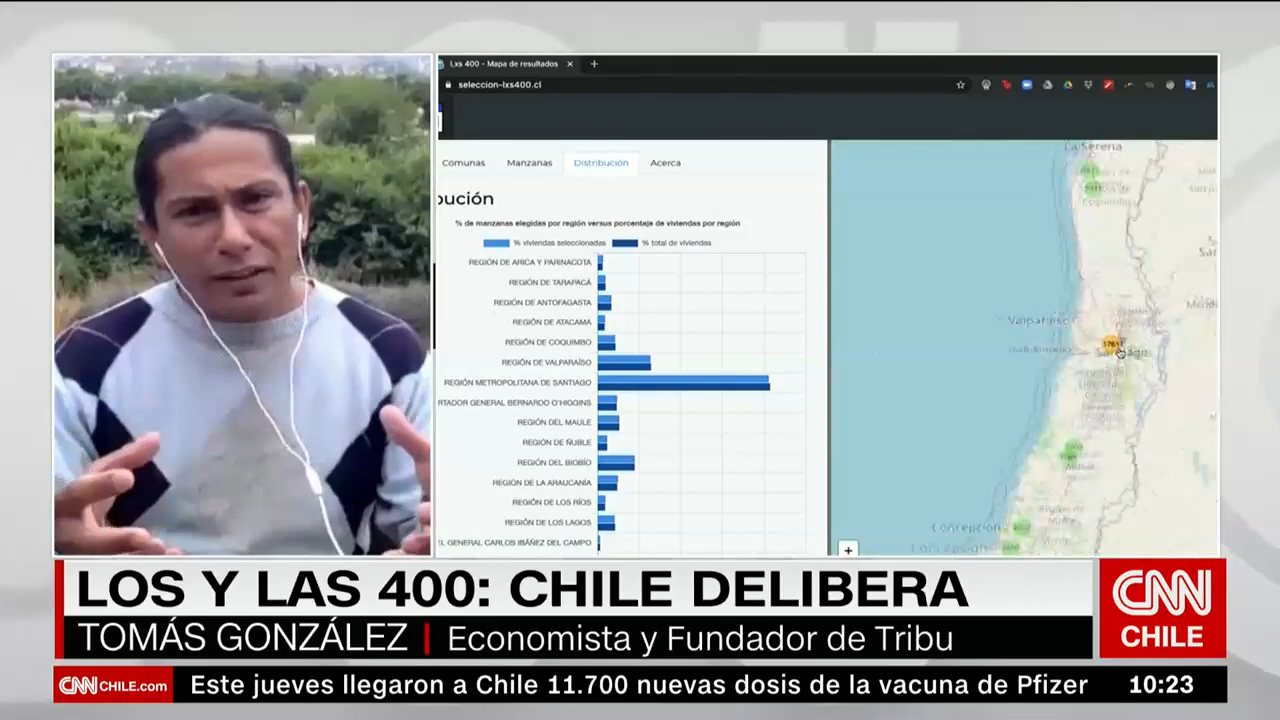 Lxs 400 - Mapa de resultados
seleccion-lxs400.cl
Comunas Manzanas Distribución Acerca
bución
% de manzanas elegidas por región versus porcentaje de viviendas por región
% viviendas seleccionadas % total de viviendas
REGIÓN DE ARICA Y PARINACOTA
REGIÓN DE TARAPACÁ
REGIÓN DE ANTOFAGASTA
REGIÓN DE ATACAMA
REGIÓN DE COQUIMBO
REGIÓN DE VALPARAÍSO
REGIÓN METROPOLITANA DE SANTIAGO
RTADOR GENERAL BERNARDO O'HIGGINS
REGIÓN DEL MAULE
REGIÓN DE ÑUBLE
REGIÓN DEL BIOBÍO
REGIÓN DE LA ARAUCANÍA
REGIÓN DE LOS RÍOS
REGIÓN DE LOS LAGOS
EL GENERAL CARLOS IBÁÑEZ DEL CAMPO
La Serena
Valparaíso
Concepción
+
LOS Y LAS 400: CHILE DELIBERA
TOMÁS GONZÁLEZ | Economista y Fundador de Tribu
CNN
CHILE
CNNCHILE.com Este jueves llegaron a Chile 11.700 nuevas dosis de la vacuna de Pfizer 10:23